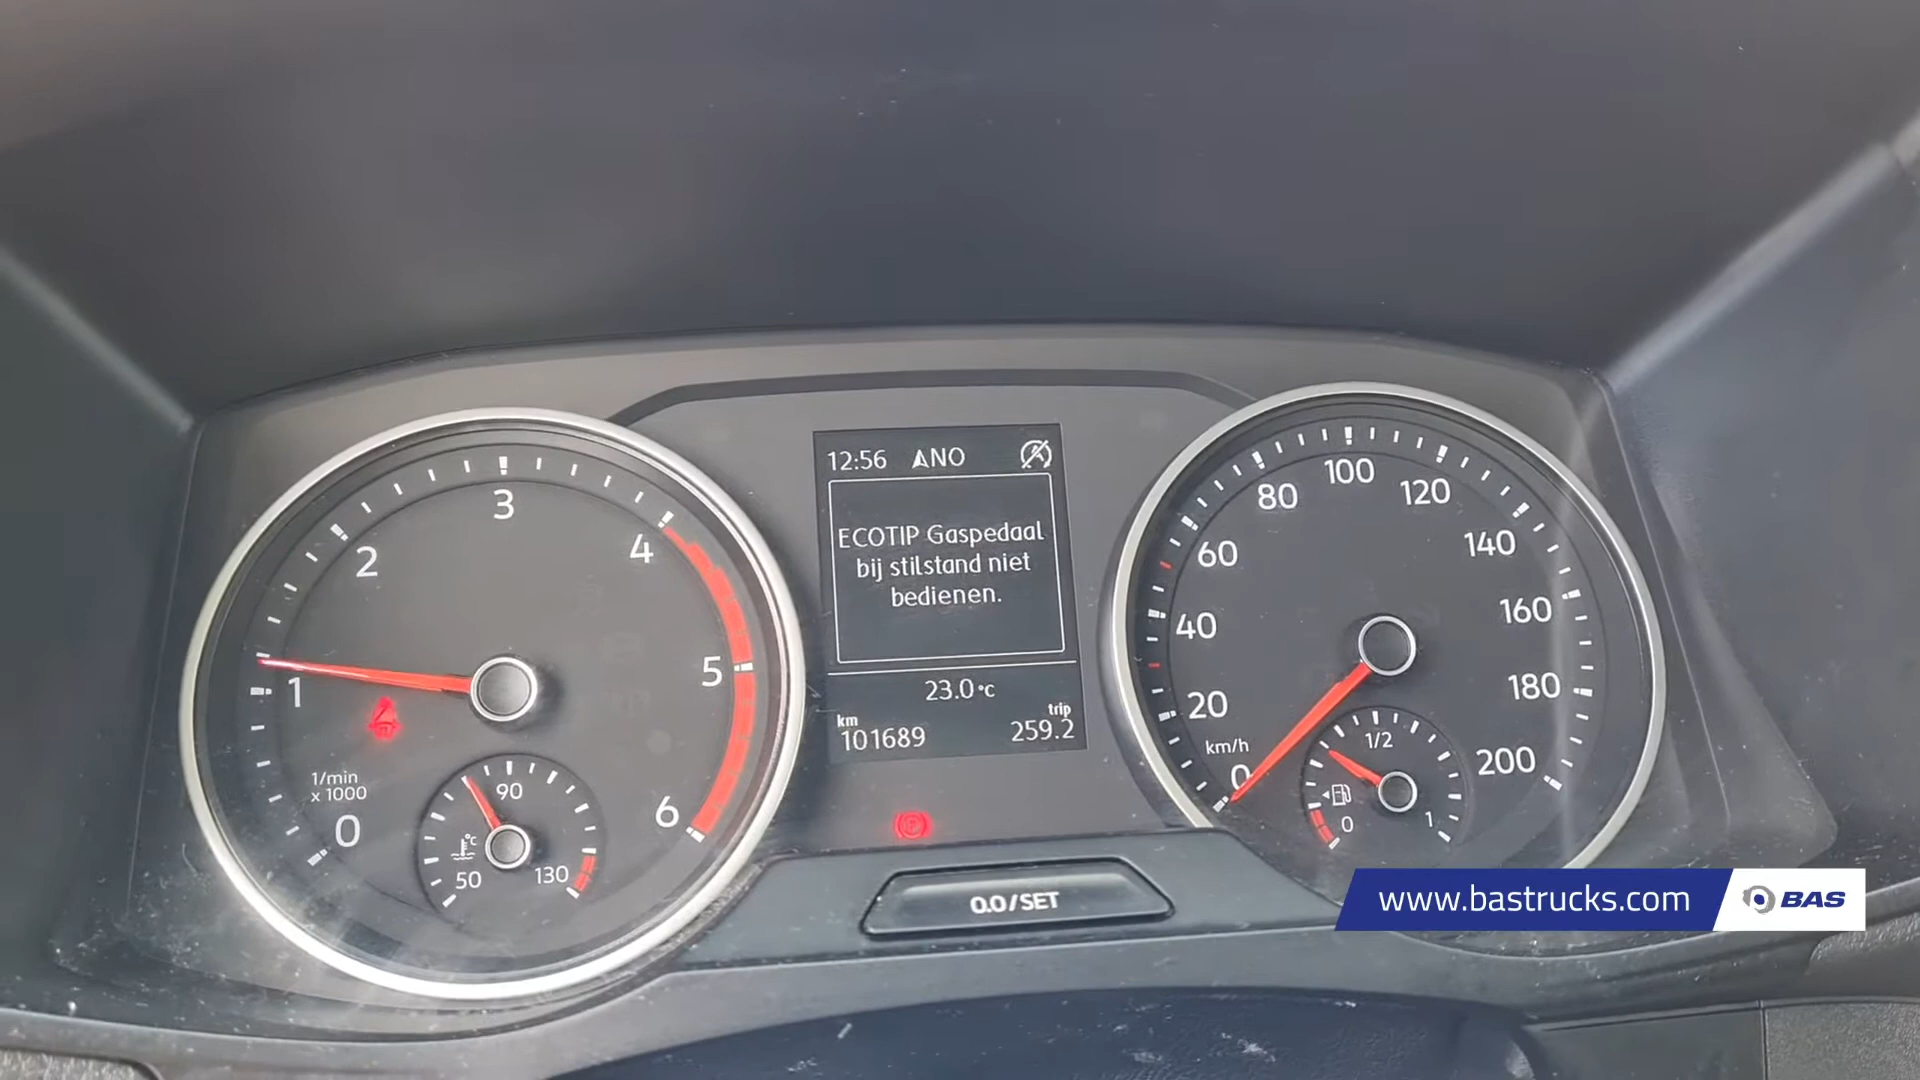 12:56 NO
ECOTIP Gaspedaal
bij stilstand niet
bedienen.
23.0°C
km
101689
trip
259.2
0
1
2
3
4
5
6
1/min
x 1000
50
90
130
°C
0
20
40
60
80
100
120
140
160
180
200
km/h
0
1/2
1
0.0/SET
www.bastrucks.com
BAS